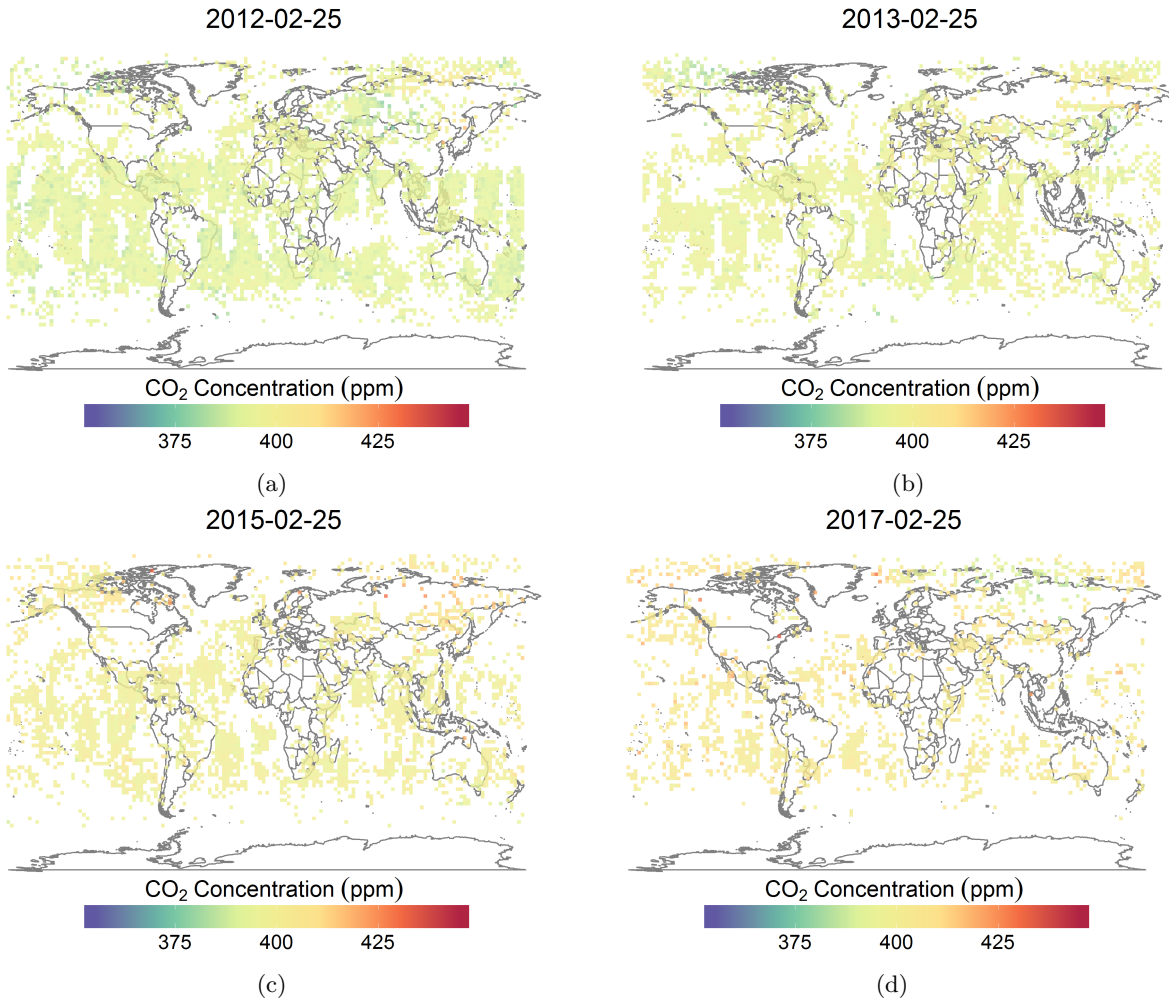 2012-02-25
2013-02-25
CO₂ Concentration (ppm)
CO₂ Concentration (ppm)
375 400 425
375 400 425
(a)
(b)
2015-02-25
2017-02-25
CO₂ Concentration (ppm)
CO₂ Concentration (ppm)
375 400 425
375 400 425
(c)
(d)